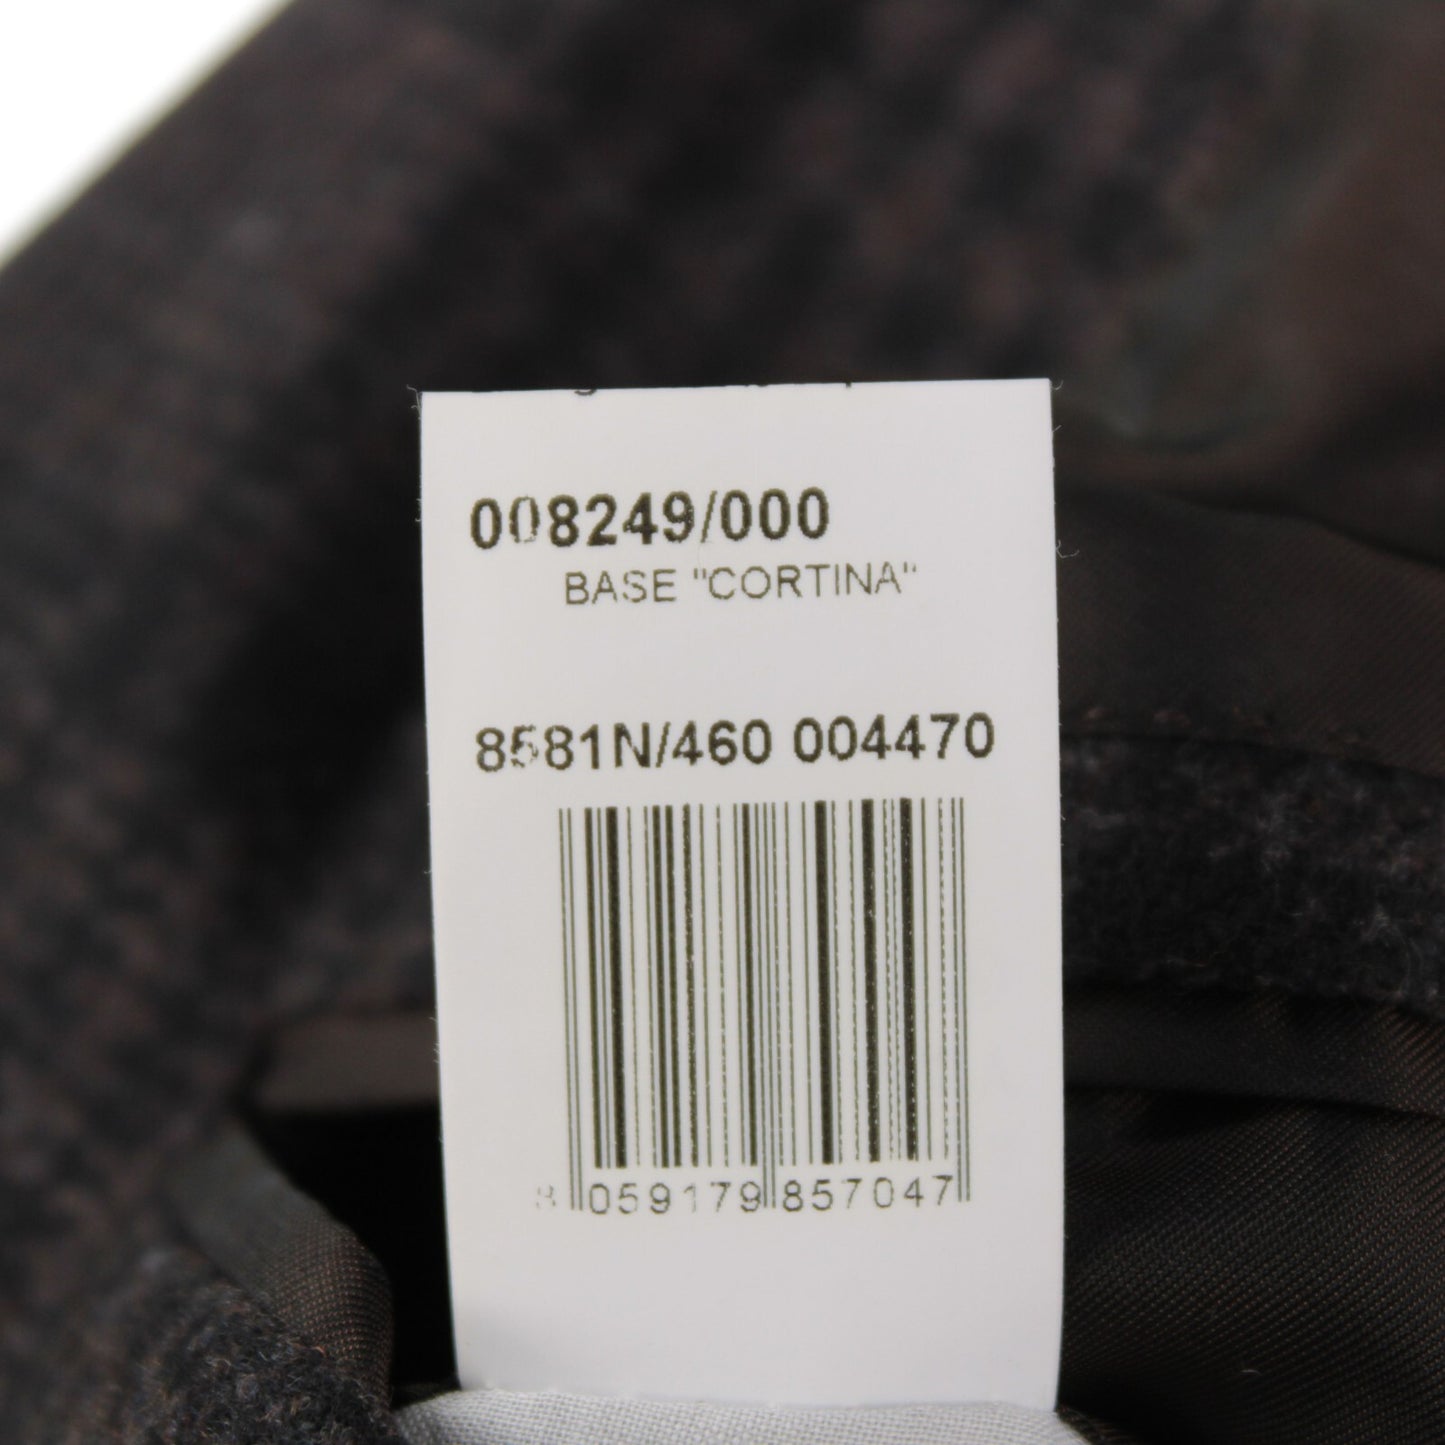 008249/000
BASE "CORTINA"
8581N/460 004470
8 059179 857047